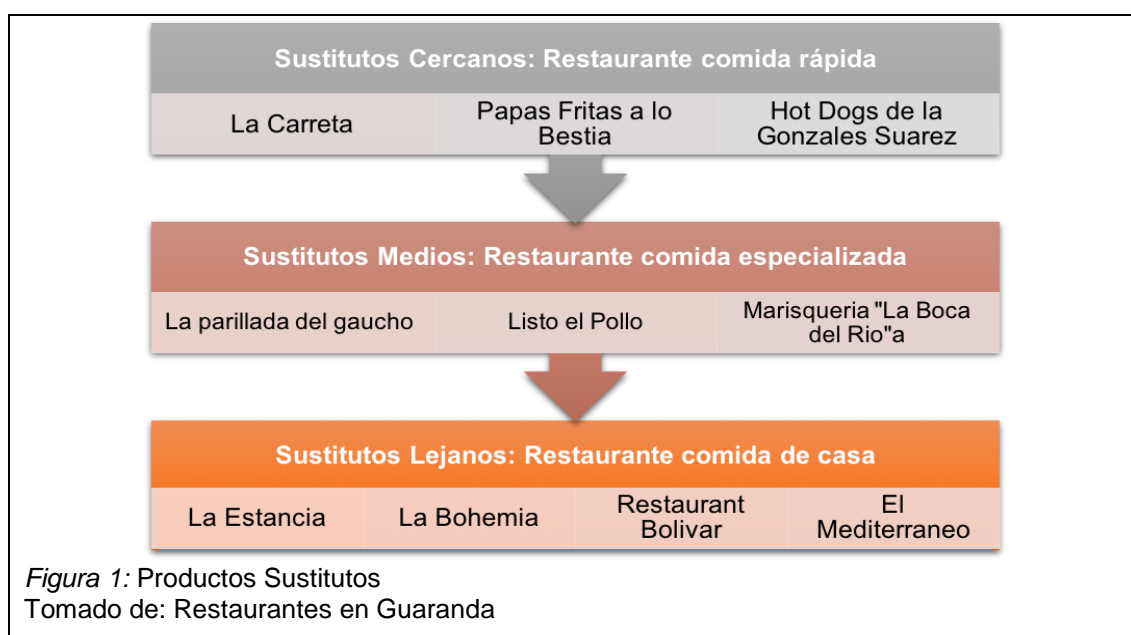 Sustitutos Cercanos: Restaurante comida rápida
La Carreta
Papas Fritas a lo
Bestia
Hot Dogs de la
Gonzales Suarez
Sustitutos Medios: Restaurante comida especializada
La parillada del gaucho
Listo el Pollo
Marisqueria "La Boca
del Rio"a
Sustitutos Lejanos: Restaurante comida de casa
La Estancia
La Bohemia
Restaurant
Bolivar
El
Mediterraneo
Figura 1: Productos Sustitutos
Tomado de: Restaurantes en Guaranda